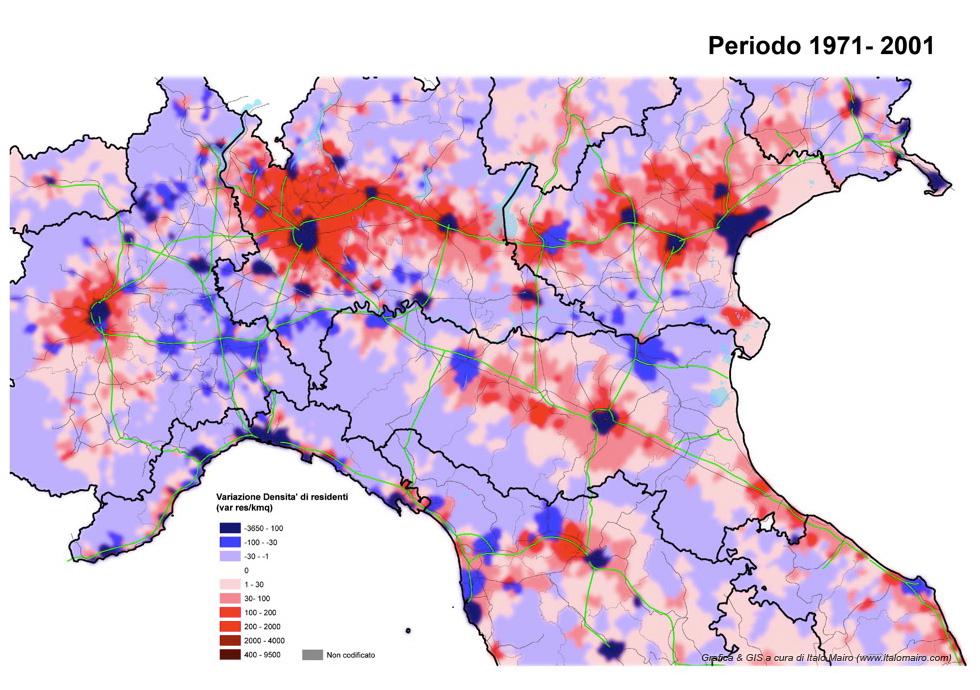 Periodo 1971- 2001
Variazione Densita' di residenti
(var res/kmq)
-3650 - 100
-100 - -30
-30 - -1
0
1 - 30
30- 100
100 - 200
200 - 2000
2000 - 4000
400 - 9500
Non codificato
Grafica & GIS a cura di Italo Mairo (www.italomairo.com)